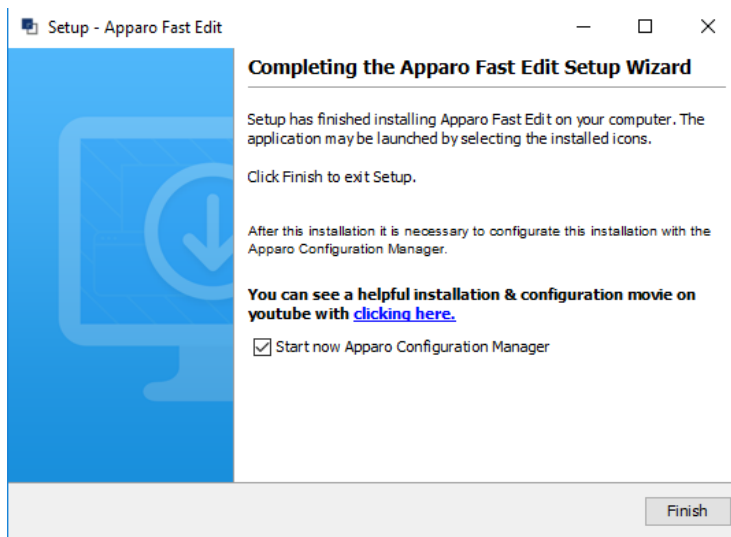 Setup - Apparo Fast Edit
Completing the Apparo Fast Edit Setup Wizard
Setup has finished installing Apparo Fast Edit on your computer. The
application may be launched by selecting the installed icons.
Click Finish to exit Setup.
After this installation it is necessary to configurate this installation with the
Apparo Configuration Manager.
You can see a helpful installation & configuration movie on
youtube with clicking here.
Start now Apparo Configuration Manager
Finish